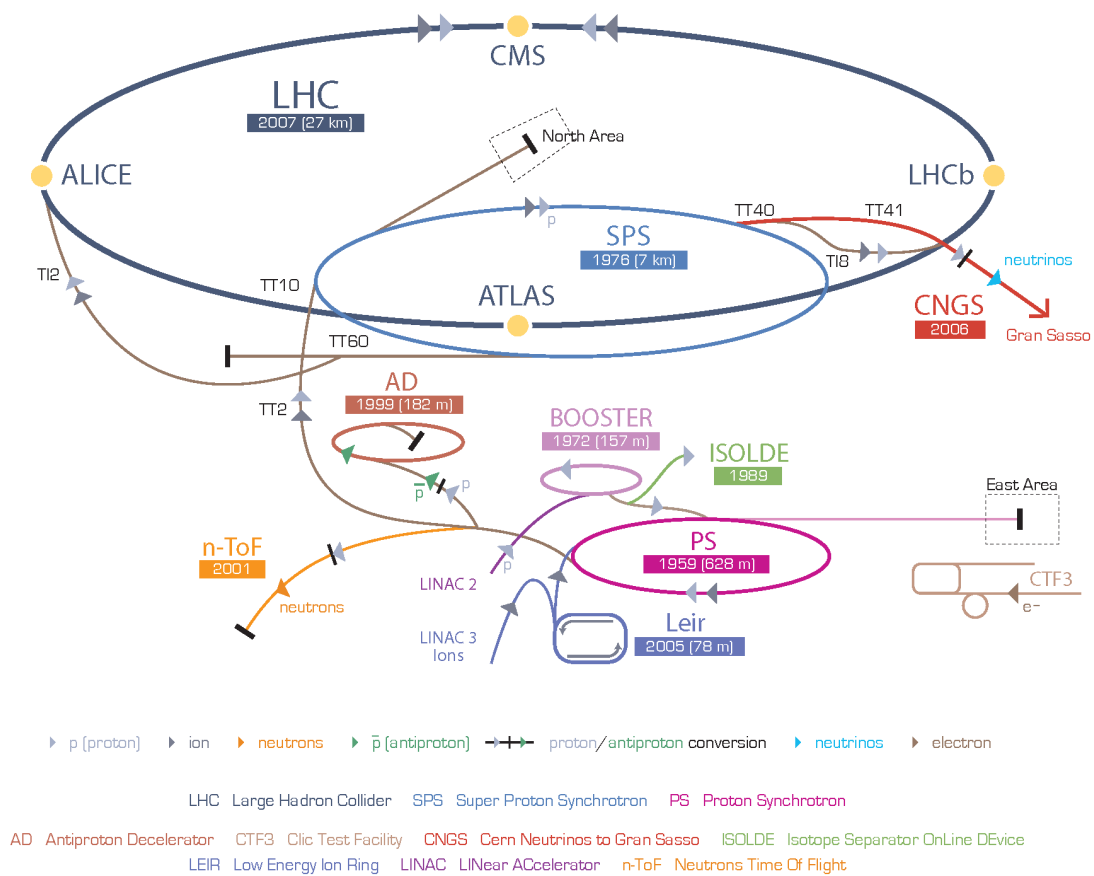 CMS
LHC
2007 (27 km)
North Area
ALICE
LHCb
TT40
TT41
p
SPS
1976 (7 km)
TI8
neutrinos
TI2
TT10
ATLAS
CNGS
2006
Gran Sasso
TT60
AD
1999 (182 m)
TT2
BOOSTER
1972 (157 m)
ISOLDE
1989
p̅
p
East Area
n-ToF
2001
PS
1959 (628 m)
p
LINAC 2
neutrons
CTF3
e–
LINAC 3
Ions
Leir
2005 (78 m)
p (proton)
ion
neutrons
p̅ (antiproton)
proton/antiproton conversion
neutrinos
electron
LHC Large Hadron Collider SPS Super Proton Synchrotron PS Proton Synchrotron
AD Antiproton Decelerator CTF3 Clic Test Facility CNGS Cern Neutrinos to Gran Sasso ISOLDE Isotope Separator OnLine DEvice
LEIR Low Energy Ion Ring LINAC LINear ACcelerator n-ToF Neutrons Time Of Flight